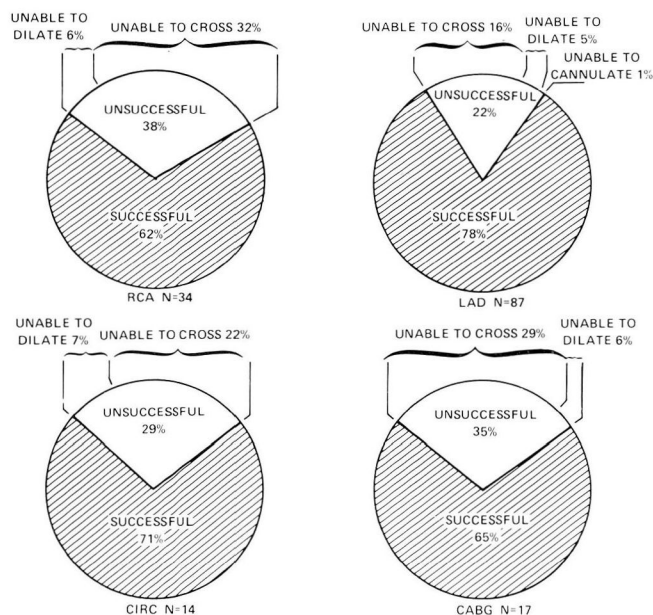 UNABLE TO
DILATE 6%
UNABLE TO CROSS 32%
UNSUCCESSFUL
38%
SUCCESSFUL
62%
RCA N=34
UNABLE TO CROSS 16%
UNABLE TO
DILATE 5%
UNABLE TO
CANNULATE 1%
UNSUCCESSFUL
22%
SUCCESSFUL
78%
LAD N=87
UNABLE TO
DILATE 7%
UNABLE TO CROSS 22%
UNSUCCESSFUL
29%
SUCCESSFUL
71%
CIRC N=14
UNABLE TO CROSS 29%
UNABLE TO
DILATE 6%
UNSUCCESSFUL
35%
SUCCESSFUL
65%
CABG N=17